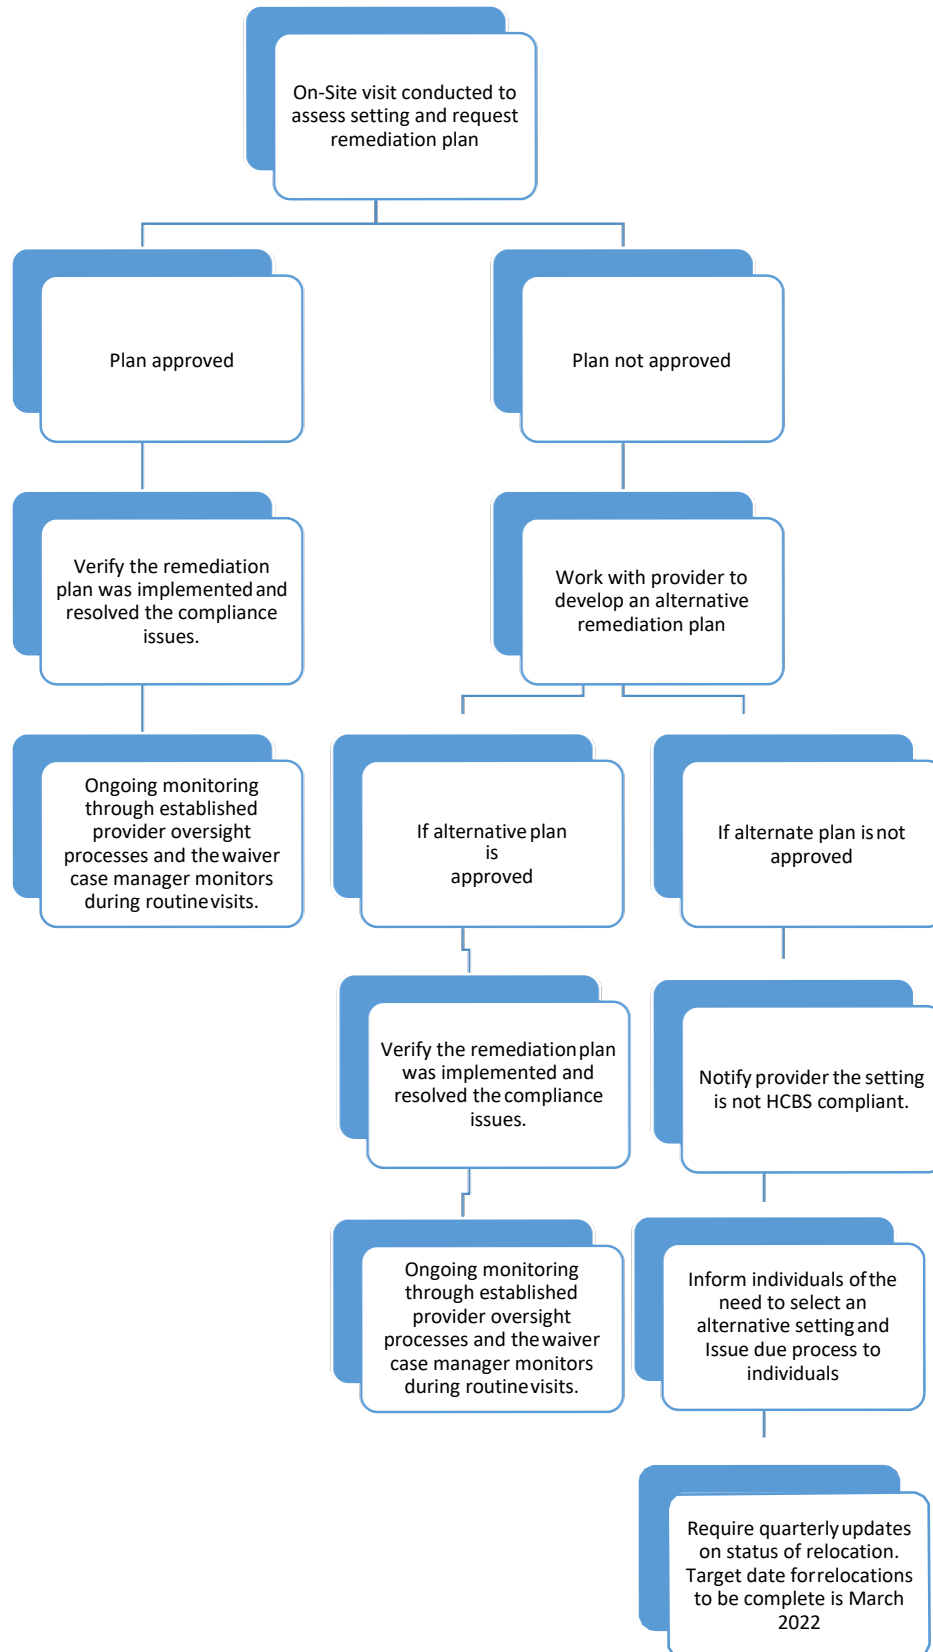 On-Site visit conducted to
assess setting and request
remediation plan
Plan approved
Plan not approved
Verify the remediation
plan was implemented and
resolved the compliance
issues.
Work with provider to
develop an alternative
remediation plan
Ongoing monitoring
through established
provider oversight
processes and the waiver
case manager monitors
during routine visits.
If alternative plan
is
approved
If alternate plan is not
approved
Verify the remediation plan
was implemented and
resolved the compliance
issues.
Notify provider the setting
is not HCBS compliant.
Ongoing monitoring
through established
provider oversight
processes and the waiver
case manager monitors
during routine visits.
Inform individuals of the
need to select an
alternative setting and
Issue due process to
individuals
Require quarterly updates
on status of relocation.
Target date for relocations
to be complete is March
2022